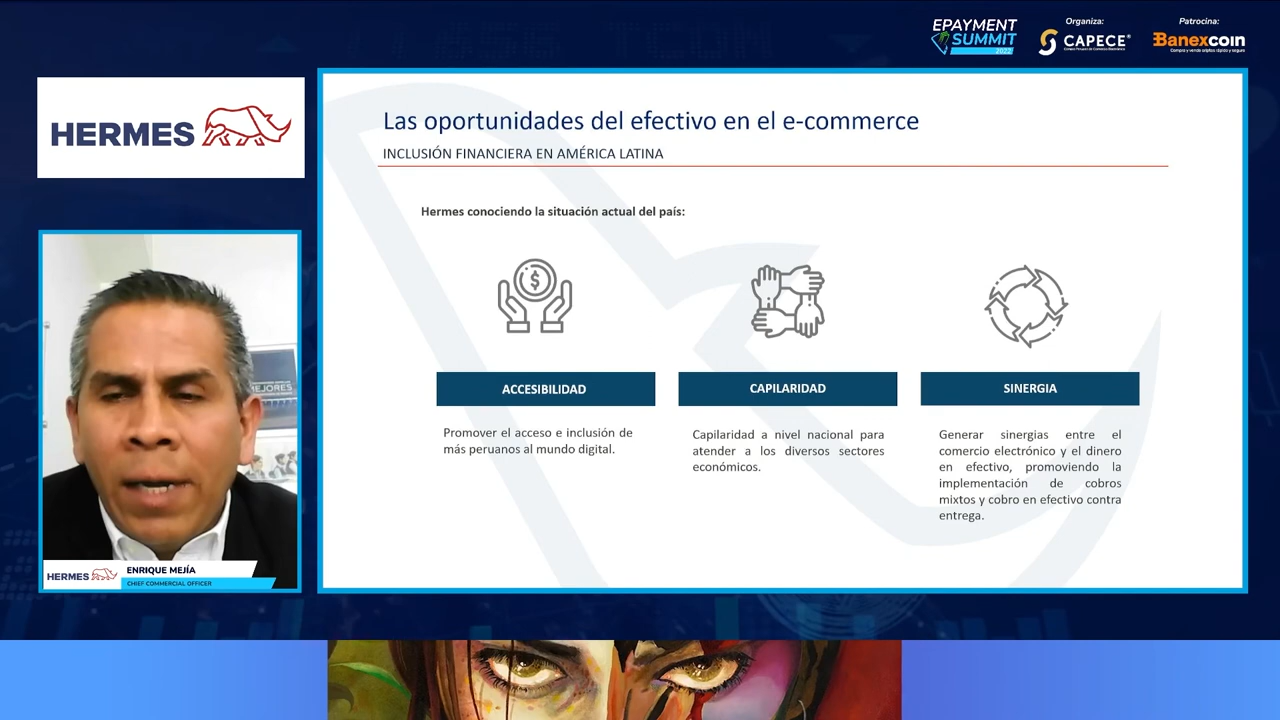 EPAYMENT
SUMMIT
2022
Organiza:
CAPECE
Patrocina:
Banexcoin
HERMES
Las oportunidades del efectivo en el e-commerce
INCLUSIÓN FINANCIERA EN AMÉRICA LATINA
Hermes conociendo la situación actual del país:
ACCESIBILIDAD
Promover el acceso e inclusión de
más peruanos al mundo digital.
CAPILARIDAD
Capilaridad a nivel nacional para
atender a los diversos sectores
económicos.
SINERGIA
Generar sinergias entre el
comercio electrónico y el dinero
en efectivo, promoviendo la
implementación de cobros
mixtos y cobro en efectivo contra
entrega.
MEJORES
HERMES
ENRIQUE MEJÍA
CHIEF COMMERCIAL OFFICER